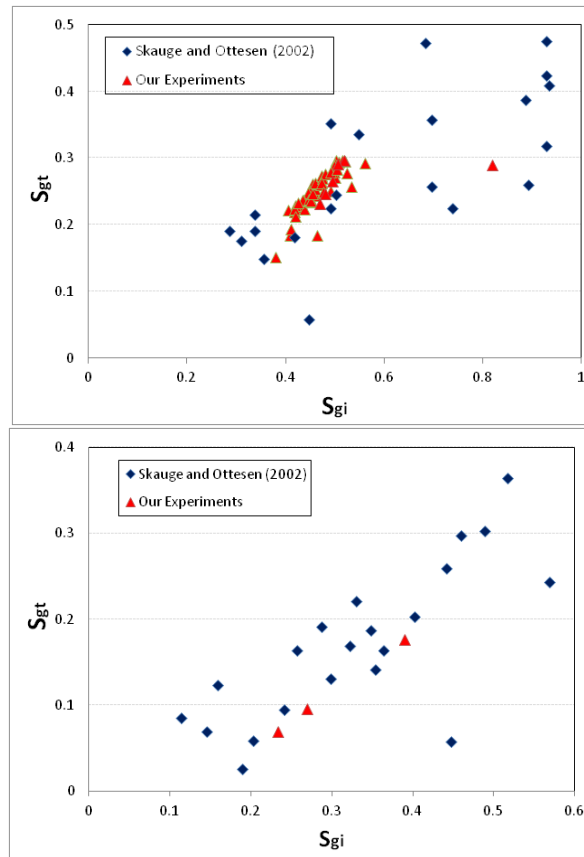 0.5
Skauge and Ottesen (2002)
Our Experiments
0.4
0.3
Sgt
0.2
0.1
0
0 0.2 0.4 0.6 0.8 1
Sgi
0.4
Skauge and Ottesen (2002)
Our Experiments
0.3
Sgt
0.2
0.1
0
0 0.1 0.2 0.3 0.4 0.5 0.6
Sgi